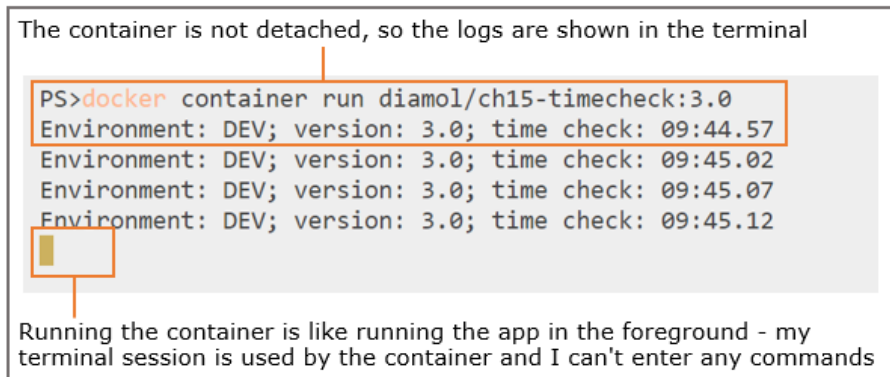 The container is not detached, so the logs are shown in the terminal
PS>docker container run diamol/ch15-timecheck:3.0
Environment: DEV; version: 3.0; time check: 09:44.57
Environment: DEV; version: 3.0; time check: 09:45.02
Environment: DEV; version: 3.0; time check: 09:45.07
Environment: DEV; version: 3.0; time check: 09:45.12
Running the container is like running the app in the foreground - my
terminal session is used by the container and I can't enter any commands